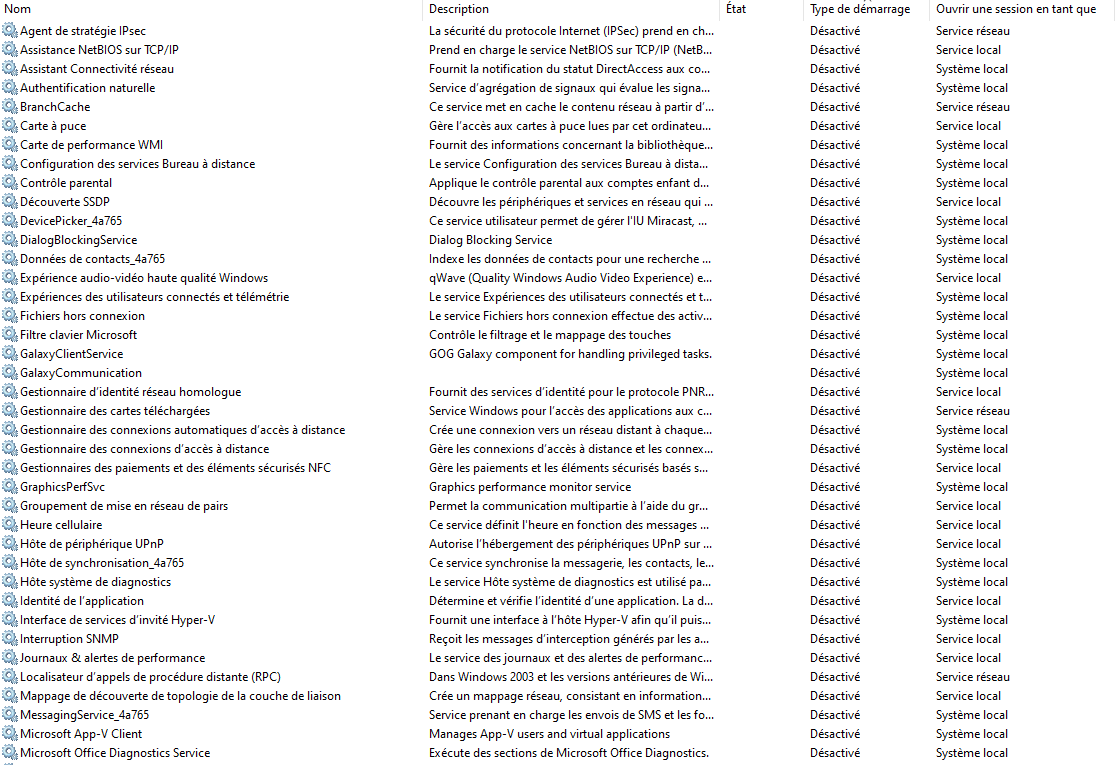 Nom Description État Type de démarrage Ouvrir une session en tant que
Agent de stratégie IPsec La sécurité du protocole Internet (IPSec) prend en ch... Désactivé Service réseau
Assistance NetBIOS sur TCP/IP Prend en charge le service NetBIOS sur TCP/IP (NetB... Désactivé Service local
Assistant Connectivité réseau Fournit la notification du statut DirectAccess aux co... Désactivé Système local
Authentification naturelle Service d'agrégation de signaux qui évalue les signa... Désactivé Système local
BranchCache Ce service met en cache le contenu réseau à partir d'... Désactivé Service réseau
Carte à puce Gère l'accès aux cartes à puce lues par cet ordinateu... Désactivé Service local
Carte de performance WMI Fournit des informations concernant la bibliothèque... Désactivé Système local
Configuration des services Bureau à distance Le service Configuration des services Bureau à dista... Désactivé Système local
Contrôle parental Applique le contrôle parental aux comptes enfant d... Désactivé Système local
Découverte SSDP Découvre les périphériques et services en réseau qui ... Désactivé Service local
DevicePicker_4a765 Ce service utilisateur permet de gérer l'IU Miracast, ... Désactivé Système local
DialogBlockingService Dialog Blocking Service Désactivé Système local
Données de contacts_4a765 Indexe les données de contacts pour une recherche ... Désactivé Système local
Expérience audio-vidéo haute qualité Windows qWave (Quality Windows Audio Video Experience) e... Désactivé Service local
Expériences des utilisateurs connectés et télémétrie Le service Expériences des utilisateurs connectés et t... Désactivé Système local
Fichiers hors connexion Le service Fichiers hors connexion effectue des activ... Désactivé Système local
Filtre clavier Microsoft Contrôle le filtrage et le mappage des touches Désactivé Système local
GalaxyClientService GOG Galaxy component for handling privileged tasks. Désactivé Système local
GalaxyCommunication Désactivé Système local
Gestionnaire d'identité réseau homologue Fournit des services d'identité pour le protocole PNR... Désactivé Service local
Gestionnaire des cartes téléchargées Service Windows pour l'accès des applications aux c... Désactivé Service réseau
Gestionnaire des connexions automatiques d'accès à distance Crée une connexion vers un réseau distant à chaque... Désactivé Système local
Gestionnaire des connexions d'accès à distance Gère les connexions d'accès à distance et les connex... Désactivé Système local
Gestionnaires des paiements et des éléments sécurisés NFC Gère les paiements et les éléments sécurisés basés s... Désactivé Service local
GraphicsPerfSvc Graphics performance monitor service Désactivé Système local
Groupement de mise en réseau de pairs Permet la communication multipartie à l'aide du gr... Désactivé Service local
Heure cellulaire Ce service définit l'heure en fonction des messages ... Désactivé Service local
Hôte de périphérique UPnP Autorise l'hébergement des périphériques UPnP sur ... Désactivé Service local
Hôte de synchronisation_4a765 Ce service synchronise la messagerie, les contacts, le... Désactivé Système local
Hôte système de diagnostics Le service Hôte système de diagnostics est utilisé pa... Désactivé Système local
Identité de l'application Détermine et vérifie l'identité d'une application. La d... Désactivé Service local
Interface de services d'invité Hyper-V Fournit une interface à l'hôte Hyper-V afin qu'il puis... Désactivé Système local
Interruption SNMP Reçoit les messages d'interception générés par les a... Désactivé Service local
Journaux & alertes de performance Le service des journaux et des alertes de performanc... Désactivé Service local
Localisateur d'appels de procédure distante (RPC) Dans Windows 2003 et les versions antérieures de Wi... Désactivé Service réseau
Mappage de découverte de topologie de la couche de liaison Crée un mappage réseau, consistant en information... Désactivé Service local
MessagingService_4a765 Service prenant en charge les envois de SMS et les fo... Désactivé Système local
Microsoft App-V Client Manages App-V users and virtual applications Désactivé Système local
Microsoft Office Diagnostics Service Exécute des sections de Microsoft Office Diagnostics. Désactivé Système local